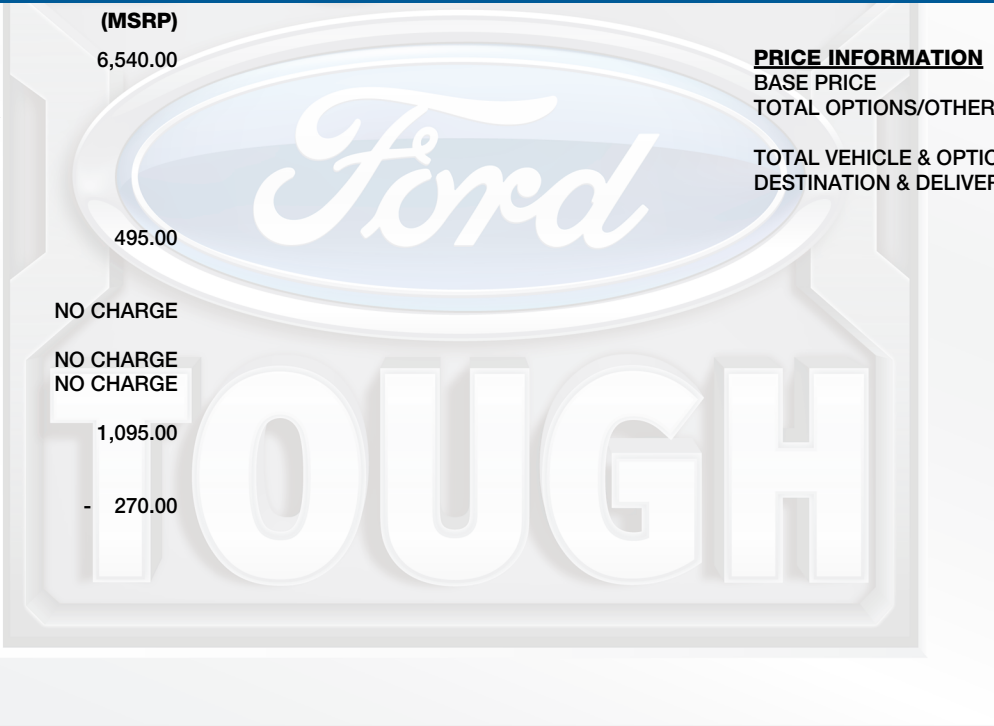 (MSRP)
6,540.00
495.00
NO CHARGE
NO CHARGE
NO CHARGE
1,095.00
- 270.00
PRICE INFORMATION
BASE PRICE
TOTAL OPTIONS/OTHER
TOTAL VEHICLE & OPTIO
DESTINATION & DELIVER
Ford
TOUGH